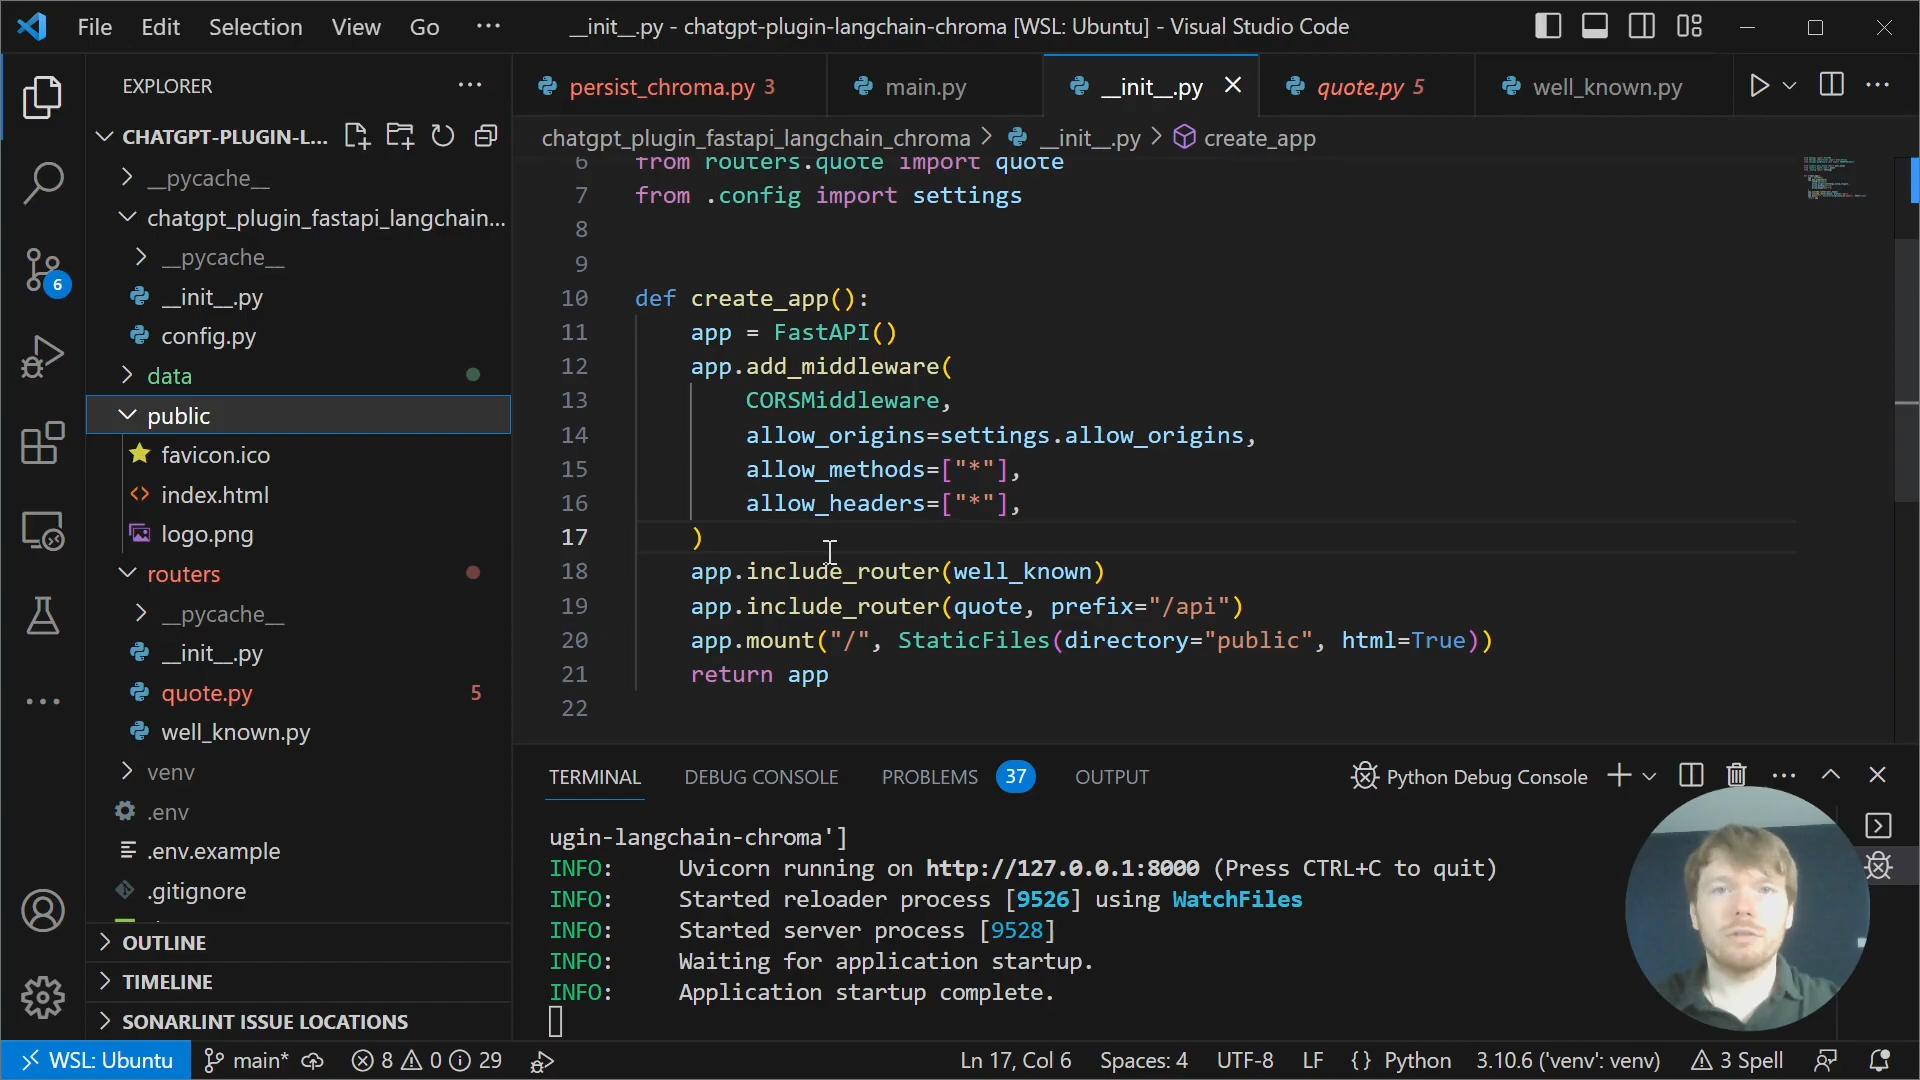 File Edit Selection View Go ··· __init__.py - chatgpt-plugin-langchain-chroma [WSL: Ubuntu] - Visual Studio Code
EXPLORER ···
persist_chroma.py 3 main.py __init__.py quote.py 5 well_known.py ···
CHATGPT-PLUGIN-L...
chatgpt_plugin_fastapi_langchain_chroma > __init__.py > create_app
__pycache__
chatgpt_plugin_fastapi_langchain...
__pycache__
__init__.py
config.py
data
public
favicon.ico
index.html
logo.png
routers
__pycache__
__init__.py
quote.py 5
well_known.py
venv
.env
.env.example
.gitignore
OUTLINE
TIMELINE
SONARLINT ISSUE LOCATIONS
6
6 from routers.quote import quote
7 from .config import settings
8
9
10 def create_app():
11 app = FastAPI()
12 app.add_middleware(
13 CORSMiddleware,
14 allow_origins=settings.allow_origins,
15 allow_methods=["*"],
16 allow_headers=["*"],
17 )
18 app.include_router(well_known)
19 app.include_router(quote, prefix="/api")
20 app.mount("/", StaticFiles(directory="public", html=True))
21 return app
22
TERMINAL DEBUG CONSOLE PROBLEMS 37 OUTPUT Python Debug Console ···
ugin-langchain-chroma']
INFO: Uvicorn running on http://127.0.0.1:8000 (Press CTRL+C to quit)
INFO: Started reloader process [9526] using WatchFiles
INFO: Started server process [9528]
INFO: Waiting for application startup.
INFO: Application startup complete.
WSL: Ubuntu main* 8 0 29 Ln 17, Col 6 Spaces: 4 UTF-8 LF {} Python 3.10.6 ('venv': venv) 3 Spell